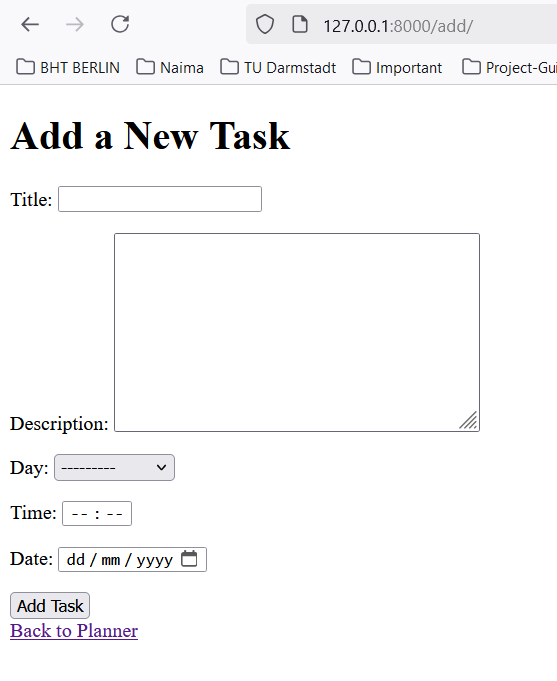 127.0.0.1:8000/add/
BHT BERLIN Naima TU Darmstadt Important Project-Gui
Add a New Task
Title:
Description:
Day: ---------
Time: -- : --
Date: dd / mm / yyyy
Add Task
Back to Planner